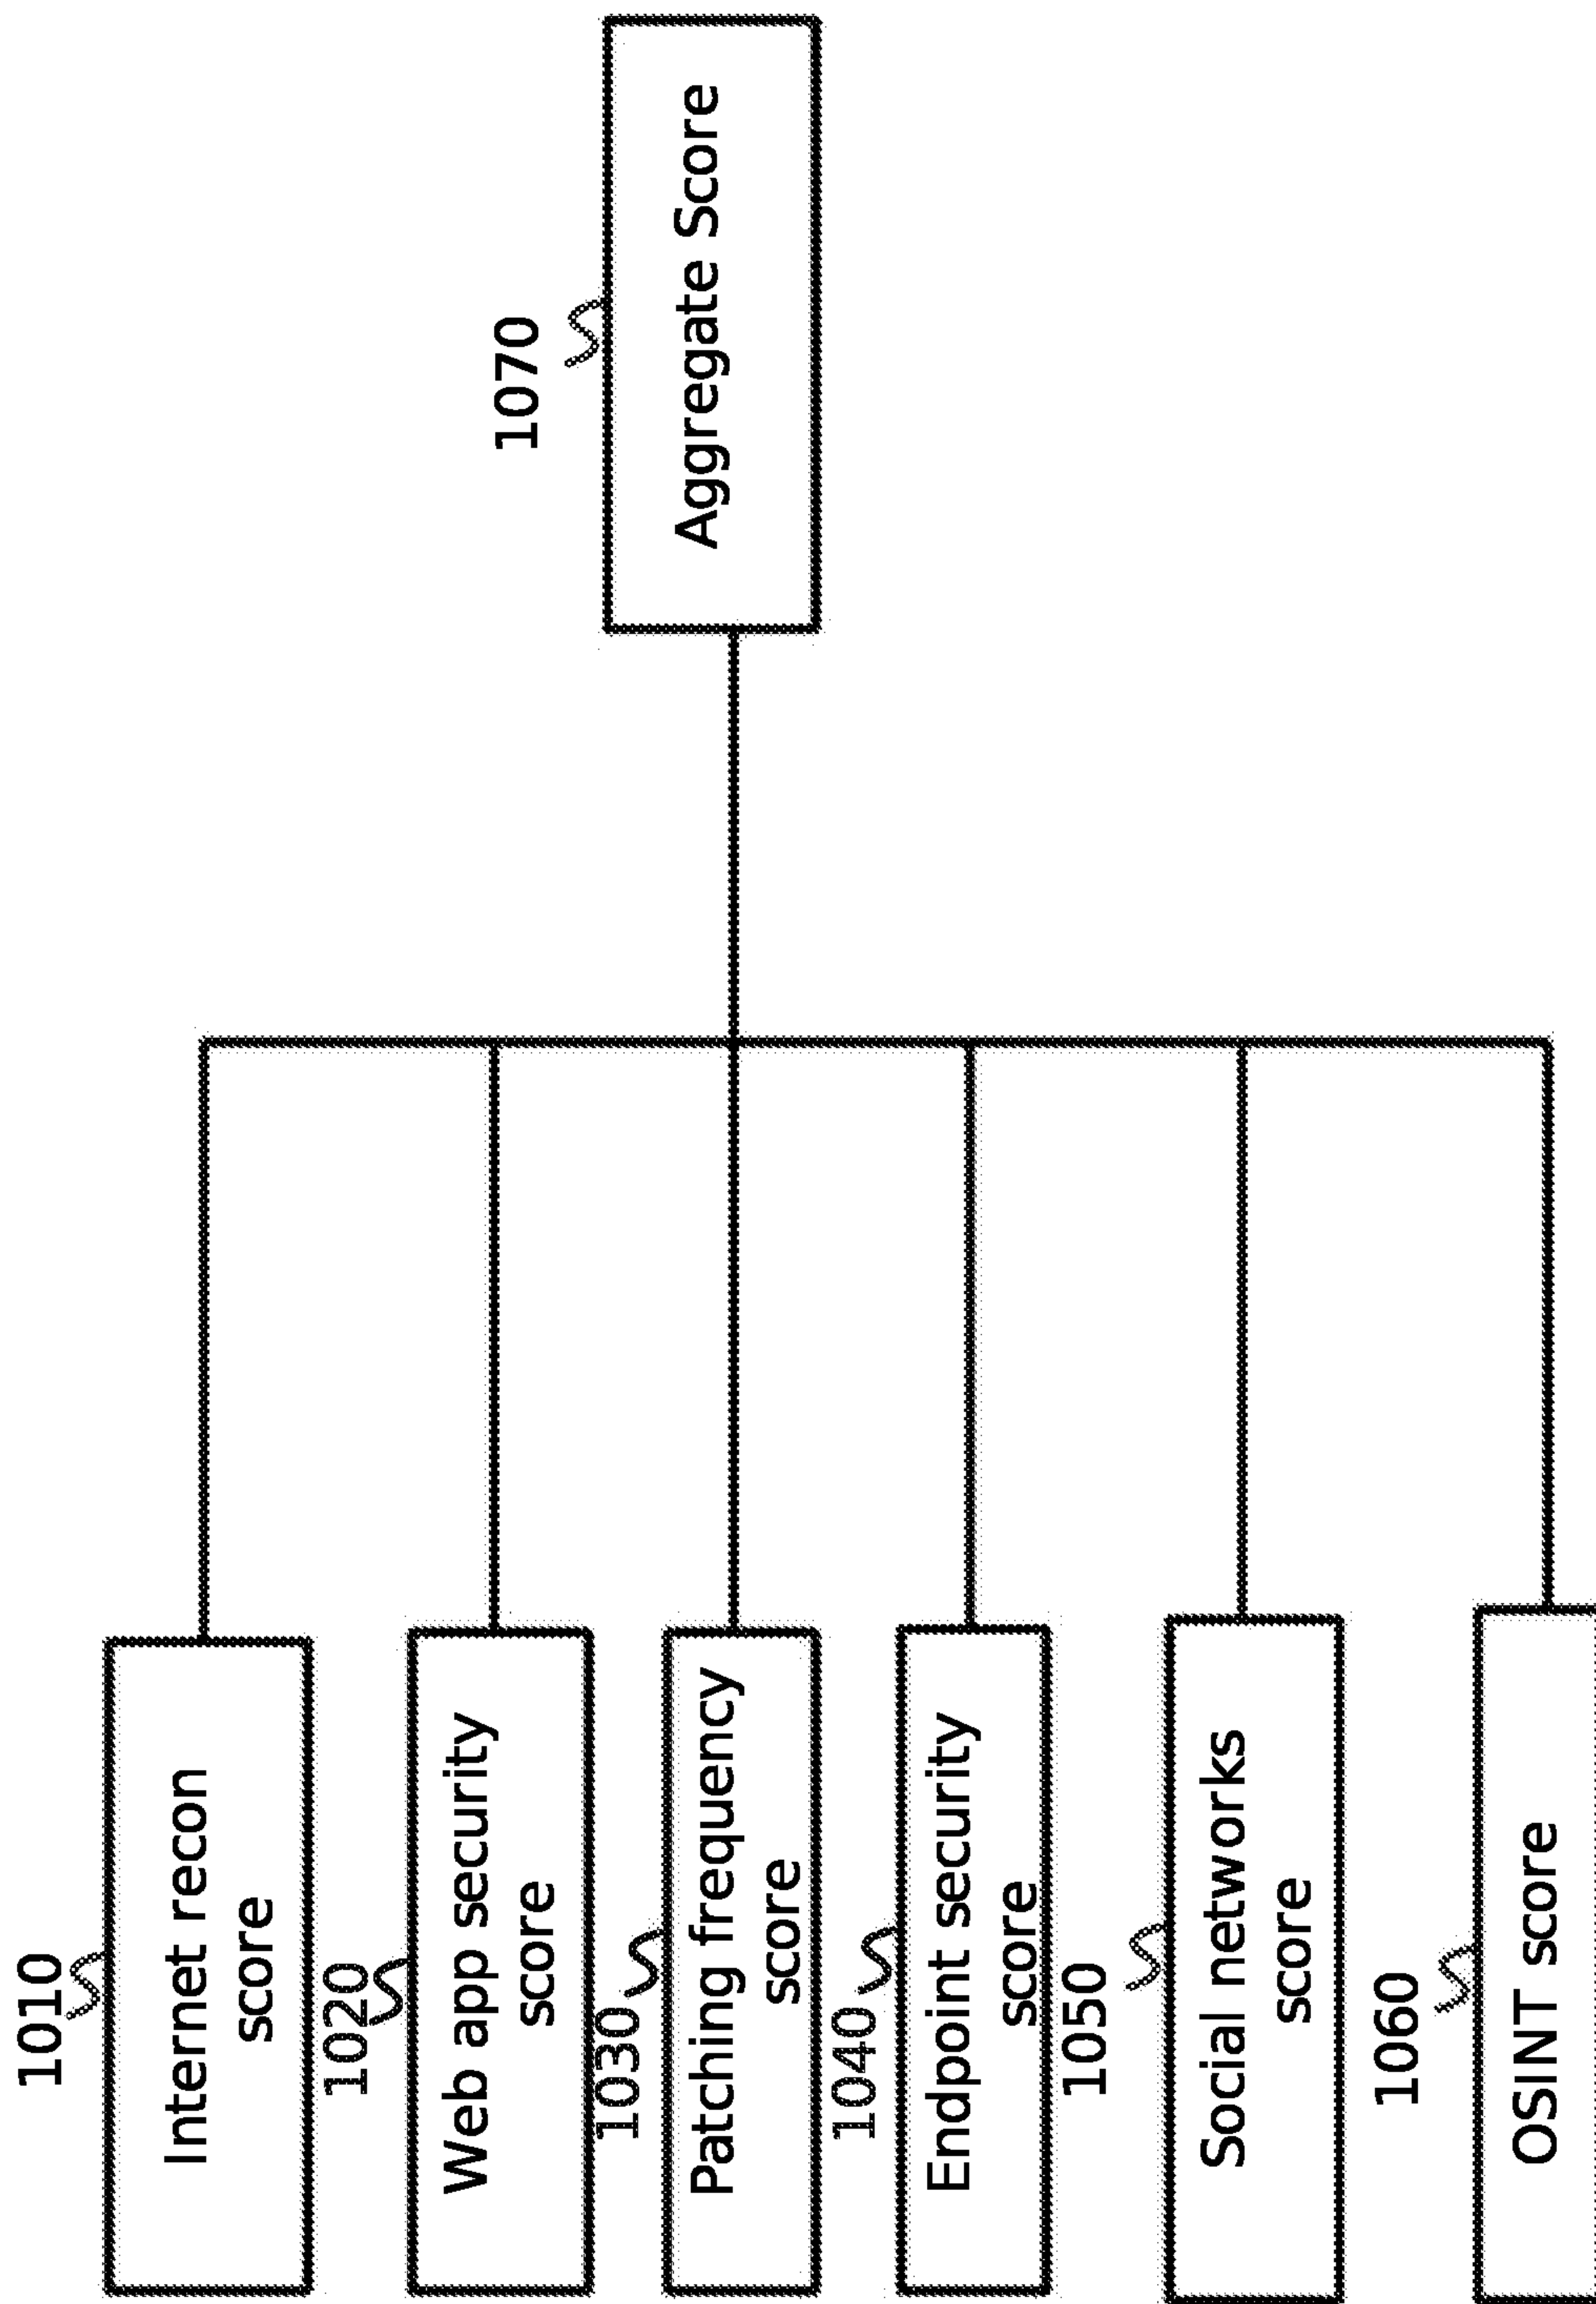 1010
Internet recon
score
1020
Web app security
score
1030
Patching frequency
score
1040
Endpoint security
score
1050
Social networks
score
1060
OSINT score
1070
Aggregate Score